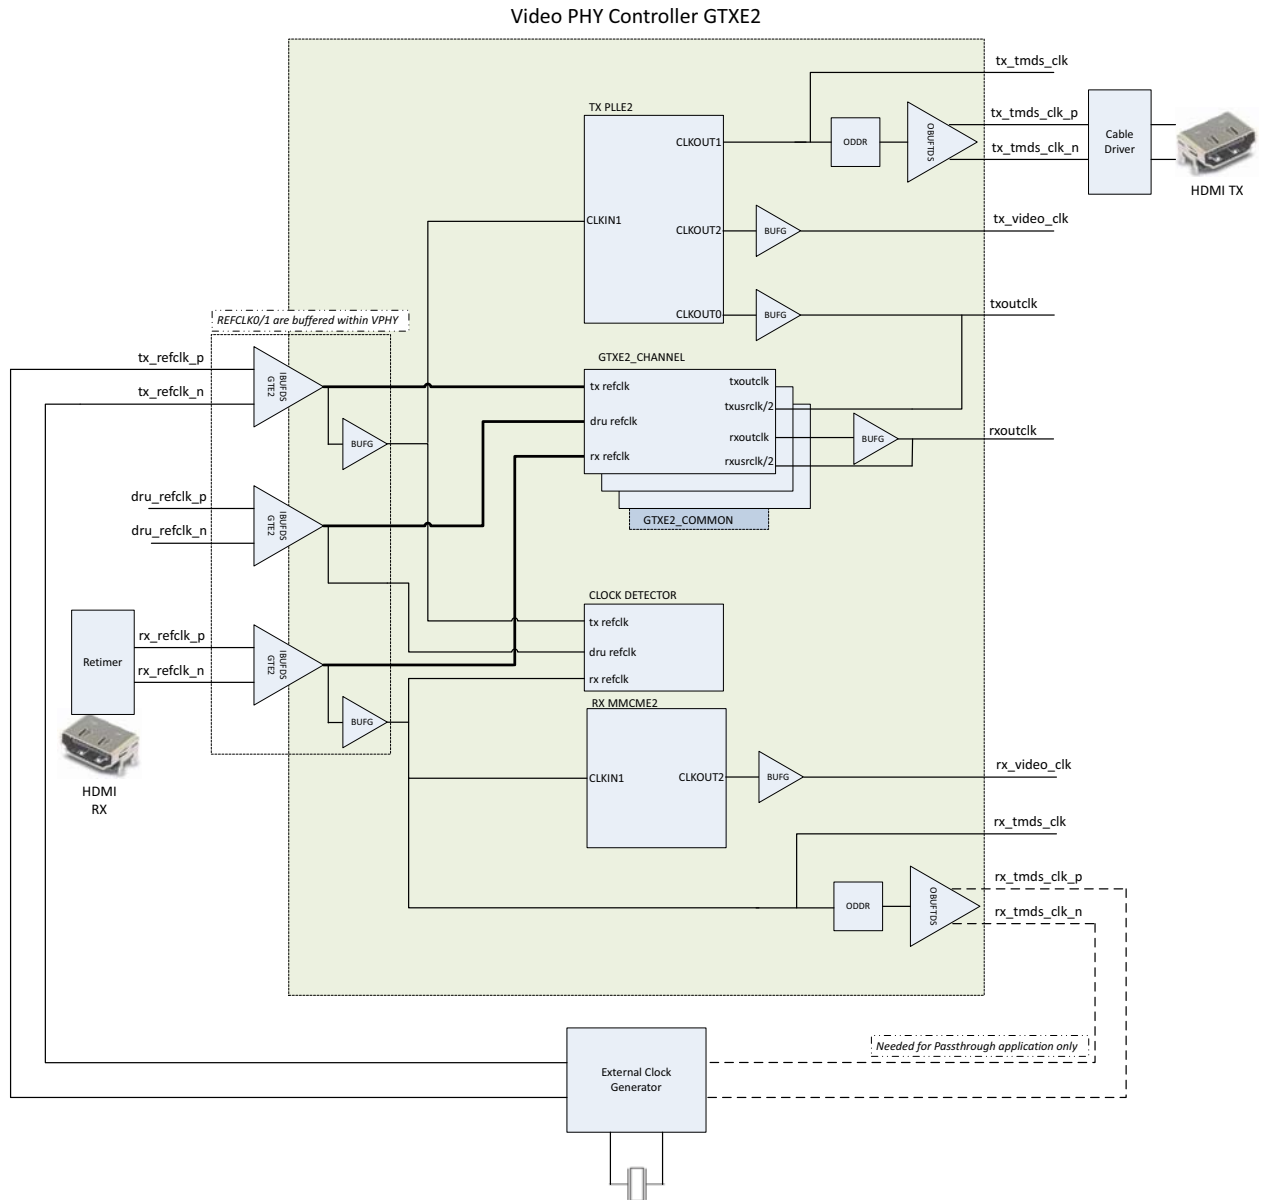 Video PHY Controller GTXE2
tx_tmds_clk
TX PLLE2
CLKOUT1
ODDR
OBUFTDS
tx_tmds_clk_p
tx_tmds_clk_n
Cable
Driver
HDMI TX
CLKIN1
CLKOUT2
BUFG
tx_video_clk
CLKOUT0
BUFG
txoutclk
REFCLK0/1 are buffered within VPHY
tx_refclk_p
tx_refclk_n
IBUFDS
GTE2
BUFG
GTXE2_CHANNEL
tx refclk
dru refclk
rx refclk
txoutclk
txusrclk/2
rxoutclk
rxusrclk/2
BUFG
rxoutclk
GTXE2_COMMON
dru_refclk_p
dru_refclk_n
IBUFDS
GTE2
CLOCK DETECTOR
tx refclk
dru refclk
rx refclk
Retimer
rx_refclk_p
rx_refclk_n
IBUFDS
GTE2
BUFG
HDMI
RX
RX MMCME2
CLKIN1
CLKOUT2
BUFG
rx_video_clk
rx_tmds_clk
ODDR
OBUFTDS
rx_tmds_clk_p
rx_tmds_clk_n
Needed for Passthrough application only
External Clock
Generator